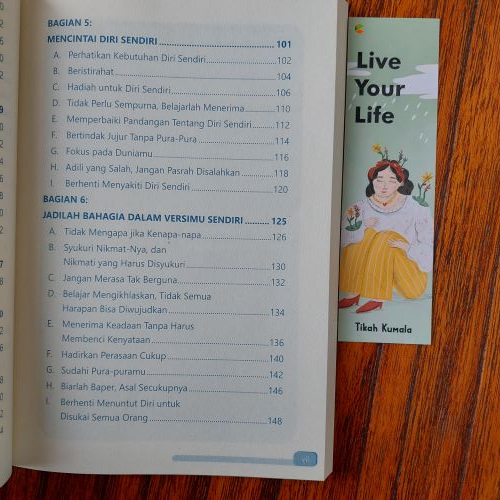 BAGIAN 5:
MENCINTAI DIRI SENDIRI 101
A. Perhatikan Kebutuhan Diri Sendiri 102
B. Beristirahat 104
C. Hadiah untuk Diri Sendiri 106
D. Tidak Perlu Sempurna, Belajarlah Menerima 110
E. Memperbaiki Pandangan Tentang Diri Sendiri 112
F. Bertindak Jujur Tanpa Pura-Pura 114
G. Fokus pada Duniamu 116
H. Adili yang Salah, Jangan Pasrah Disalahkan 118
I. Berhenti Menyakiti Diri Sendiri 120
BAGIAN 6:
JADILAH BAHAGIA DALAM VERSIMU SENDIRI 125
A. Tidak Mengapa jika Kenapa-napa 126
B. Syukuri Nikmat-Nya, dan
Nikmati yang Harus Disyukuri 130
C. Jangan Merasa Tak Berguna 132
D. Belajar Mengikhlaskan, Tidak Semua
Harapan Bisa Diwujudkan 134
E. Menerima Keadaan Tanpa Harus
Membenci Kenyataan 136
F. Hadirkan Perasaan Cukup 140
G. Sudahi Pura-puramu 142
H. Biarlah Baper, Asal Secukupnya 146
I. Berhenti Menuntut Diri untuk
Disukai Semua Orang 148
Live
Your
Life
Tikah Kumala